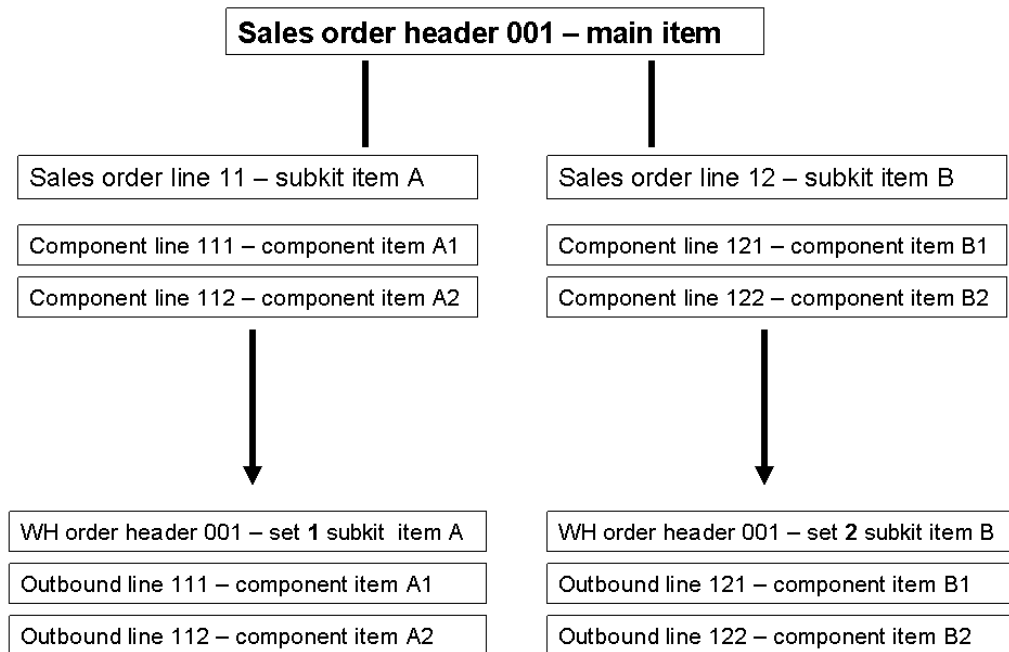 Sales order header 001 – main item
Sales order line 11 – subkit item A
Component line 111 – component item A1
Component line 112 – component item A2
Sales order line 12 – subkit item B
Component line 121 – component item B1
Component line 122 – component item B2
WH order header 001 – set 1 subkit item A
Outbound line 111 – component item A1
Outbound line 112 – component item A2
WH order header 001 – set 2 subkit item B
Outbound line 121 – component item B1
Outbound line 122 – component item B2